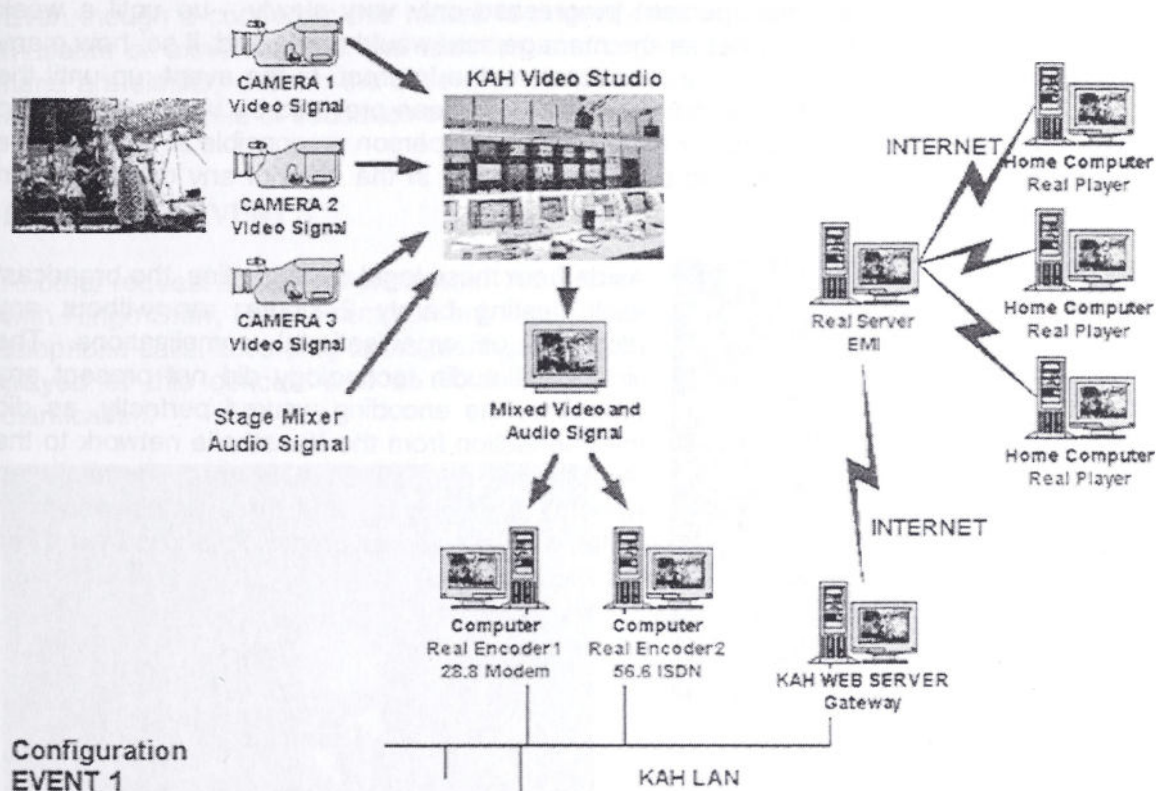 CAMERA 1
Video Signal
CAMERA 2
Video Signal
CAMERA 3
Video Signal
Stage Mixer
Audio Signal
KAH Video Studio
Mixed Video and
Audio Signal
Computer
Real Encoder1
28.8 Modem
Computer
Real Encoder2
56.6 ISDN
INTERNET
Home Computer
Real Player
Home Computer
Real Player
Home Computer
Real Player
Real Server
EMI
INTERNET
KAH WEB SERVER
Gateway
KAH LAN
Configuration
EVENT 1